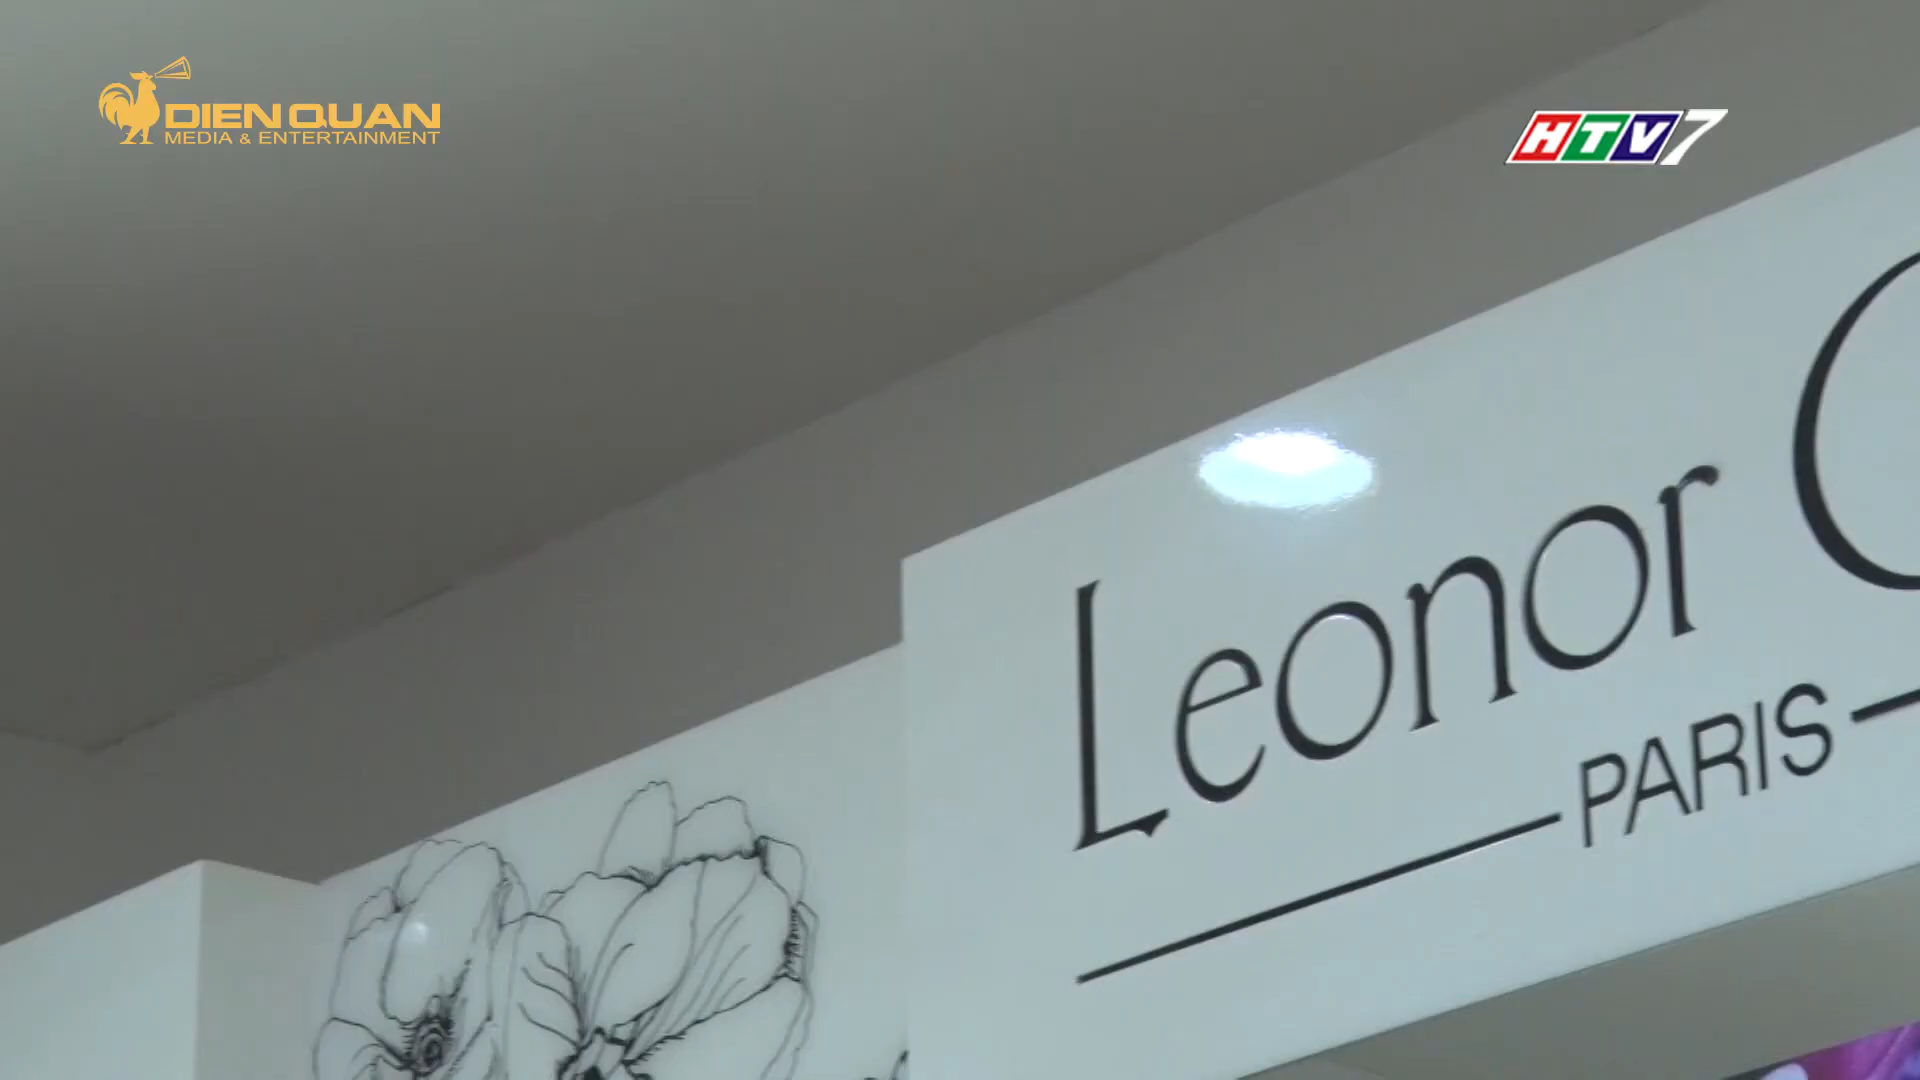 DIEN QUAN
MEDIA & ENTERTAINMENT
HTV7
Leonor
PARIS